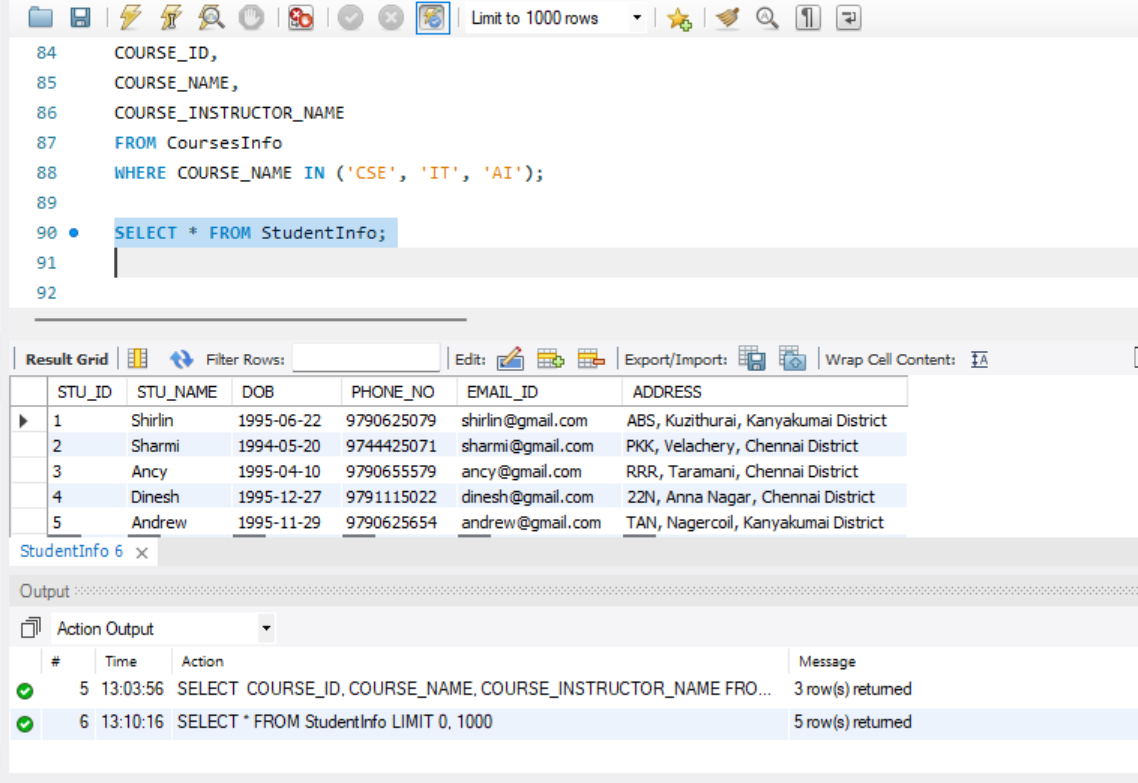 Limit to 1000 rows
84 COURSE_ID,
85 COURSE_NAME,
86 COURSE_INSTRUCTOR_NAME
87 FROM CoursesInfo
88 WHERE COURSE_NAME IN ('CSE', 'IT', 'AI');
89
90 SELECT * FROM StudentInfo;
91
92
Result Grid Filter Rows: Edit: Export/Import: Wrap Cell Content: IA
STU_ID STU_NAME DOB PHONE_NO EMAIL_ID ADDRESS
1 Shirlin 1995-06-22 9790625079 shirlin@gmail.com ABS, Kuzithurai, Kanyakumai District
2 Sharmi 1994-05-20 9744425071 sharmi@gmail.com PKK, Velachery, Chennai District
3 Ancy 1995-04-10 9790655579 ancy@gmail.com RRR, Taramani, Chennai District
4 Dinesh 1995-12-27 9791115022 dinesh@gmail.com 22N, Anna Nagar, Chennai District
5 Andrew 1995-11-29 9790625654 andrew@gmail.com TAN, Nagercoil, Kanyakumai District
StudentInfo 6
Output
Action Output
# Time Action Message
5 13:03:56 SELECT COURSE_ID, COURSE_NAME, COURSE_INSTRUCTOR_NAME FRO... 3 row(s) returned
6 13:10:16 SELECT * FROM StudentInfo LIMIT 0, 1000 5 row(s) returned